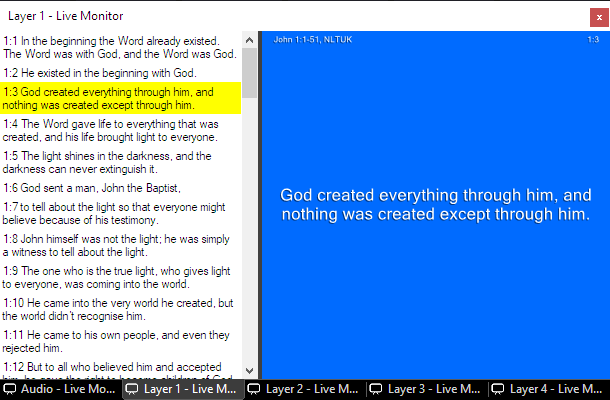 Layer 1 - Live Monitor
x
1:1 In the beginning the Word already existed.
The Word was with God, and the Word was God.
1:2 He existed in the beginning with God.
1:3 God created everything through him, and
nothing was created except through him.
1:4 The Word gave life to everything that was
created, and his life brought light to everyone.
1:5 The light shines in the darkness, and the
darkness can never extinguish it.
1:6 God sent a man, John the Baptist,
1:7 to tell about the light so that everyone might
believe because of his testimony.
1:8 John himself was not the light; he was simply
a witness to tell about the light.
1:9 The one who is the true light, who gives light
to everyone, was coming into the world.
1:10 He came into the very world he created, but
the world didn't recognise him.
1:11 He came to his own people, and even they
rejected him.
1:12 But to all who believed him and accepted
him, he gave the right to become children of God
John 1:1-51, NLTUK
1:3
God created everything through him, and
nothing was created except through him.
Audio - Live Mo...
Layer 1 - Live M...
Layer 2 - Live M...
Layer 3 - Live M...
Layer 4 - Live M...